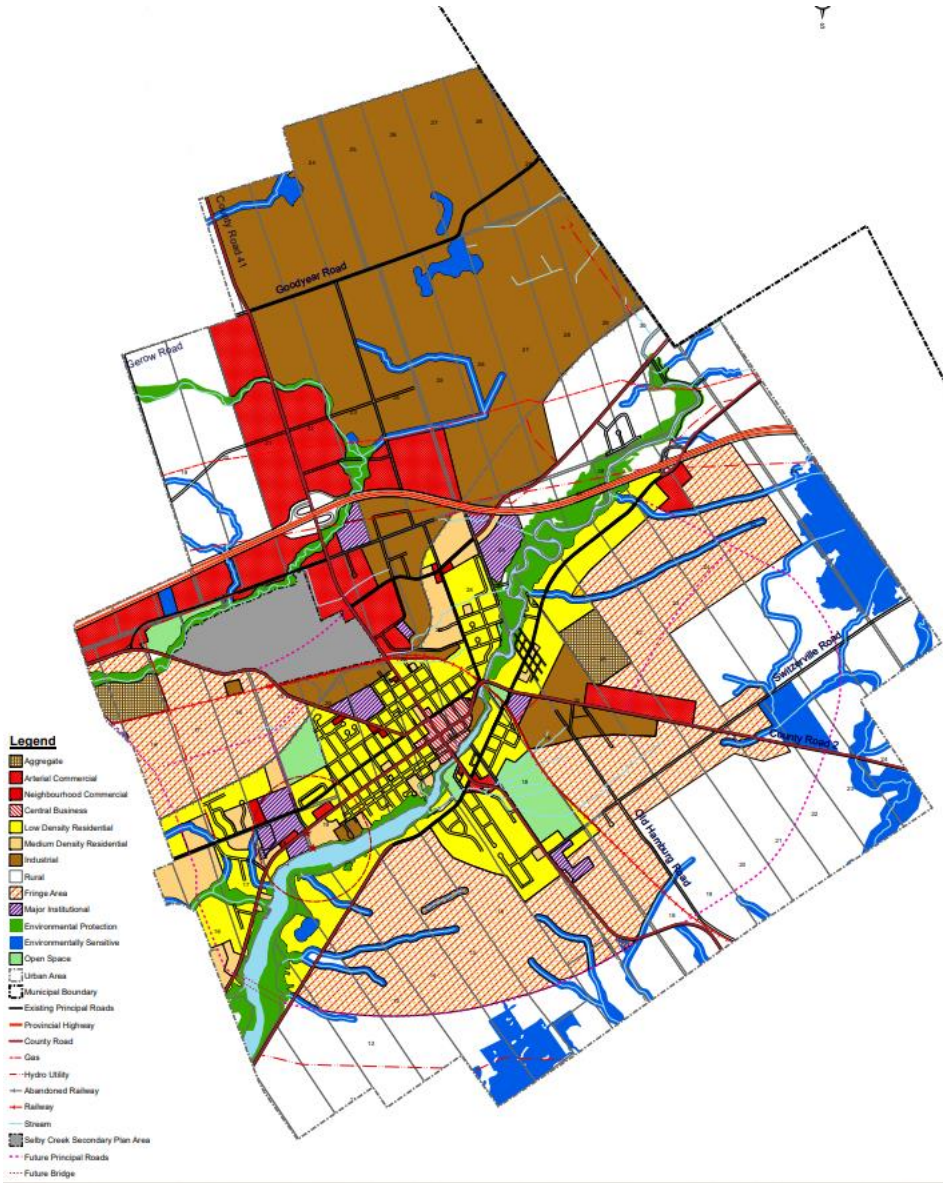 S
County Road 41
Goodyear Road
Gerow Road
Switzerville Road
County Road 2
Old Hamburg Road
Legend
Aggregate
Arterial Commercial
Neighbourhood Commercial
Central Business
Low Density Residential
Medium Density Residential
Industrial
Rural
Fringe Area
Major Institutional
Environmental Protection
Environmentally Sensitive
Open Space
Urban Area
Municipal Boundary
Existing Principal Roads
Provincial Highway
County Road
Gas
Hydro Utility
Abandoned Railway
Railway
Stream
Selby Creek Secondary Plan Area
Future Principal Roads
Future Bridge